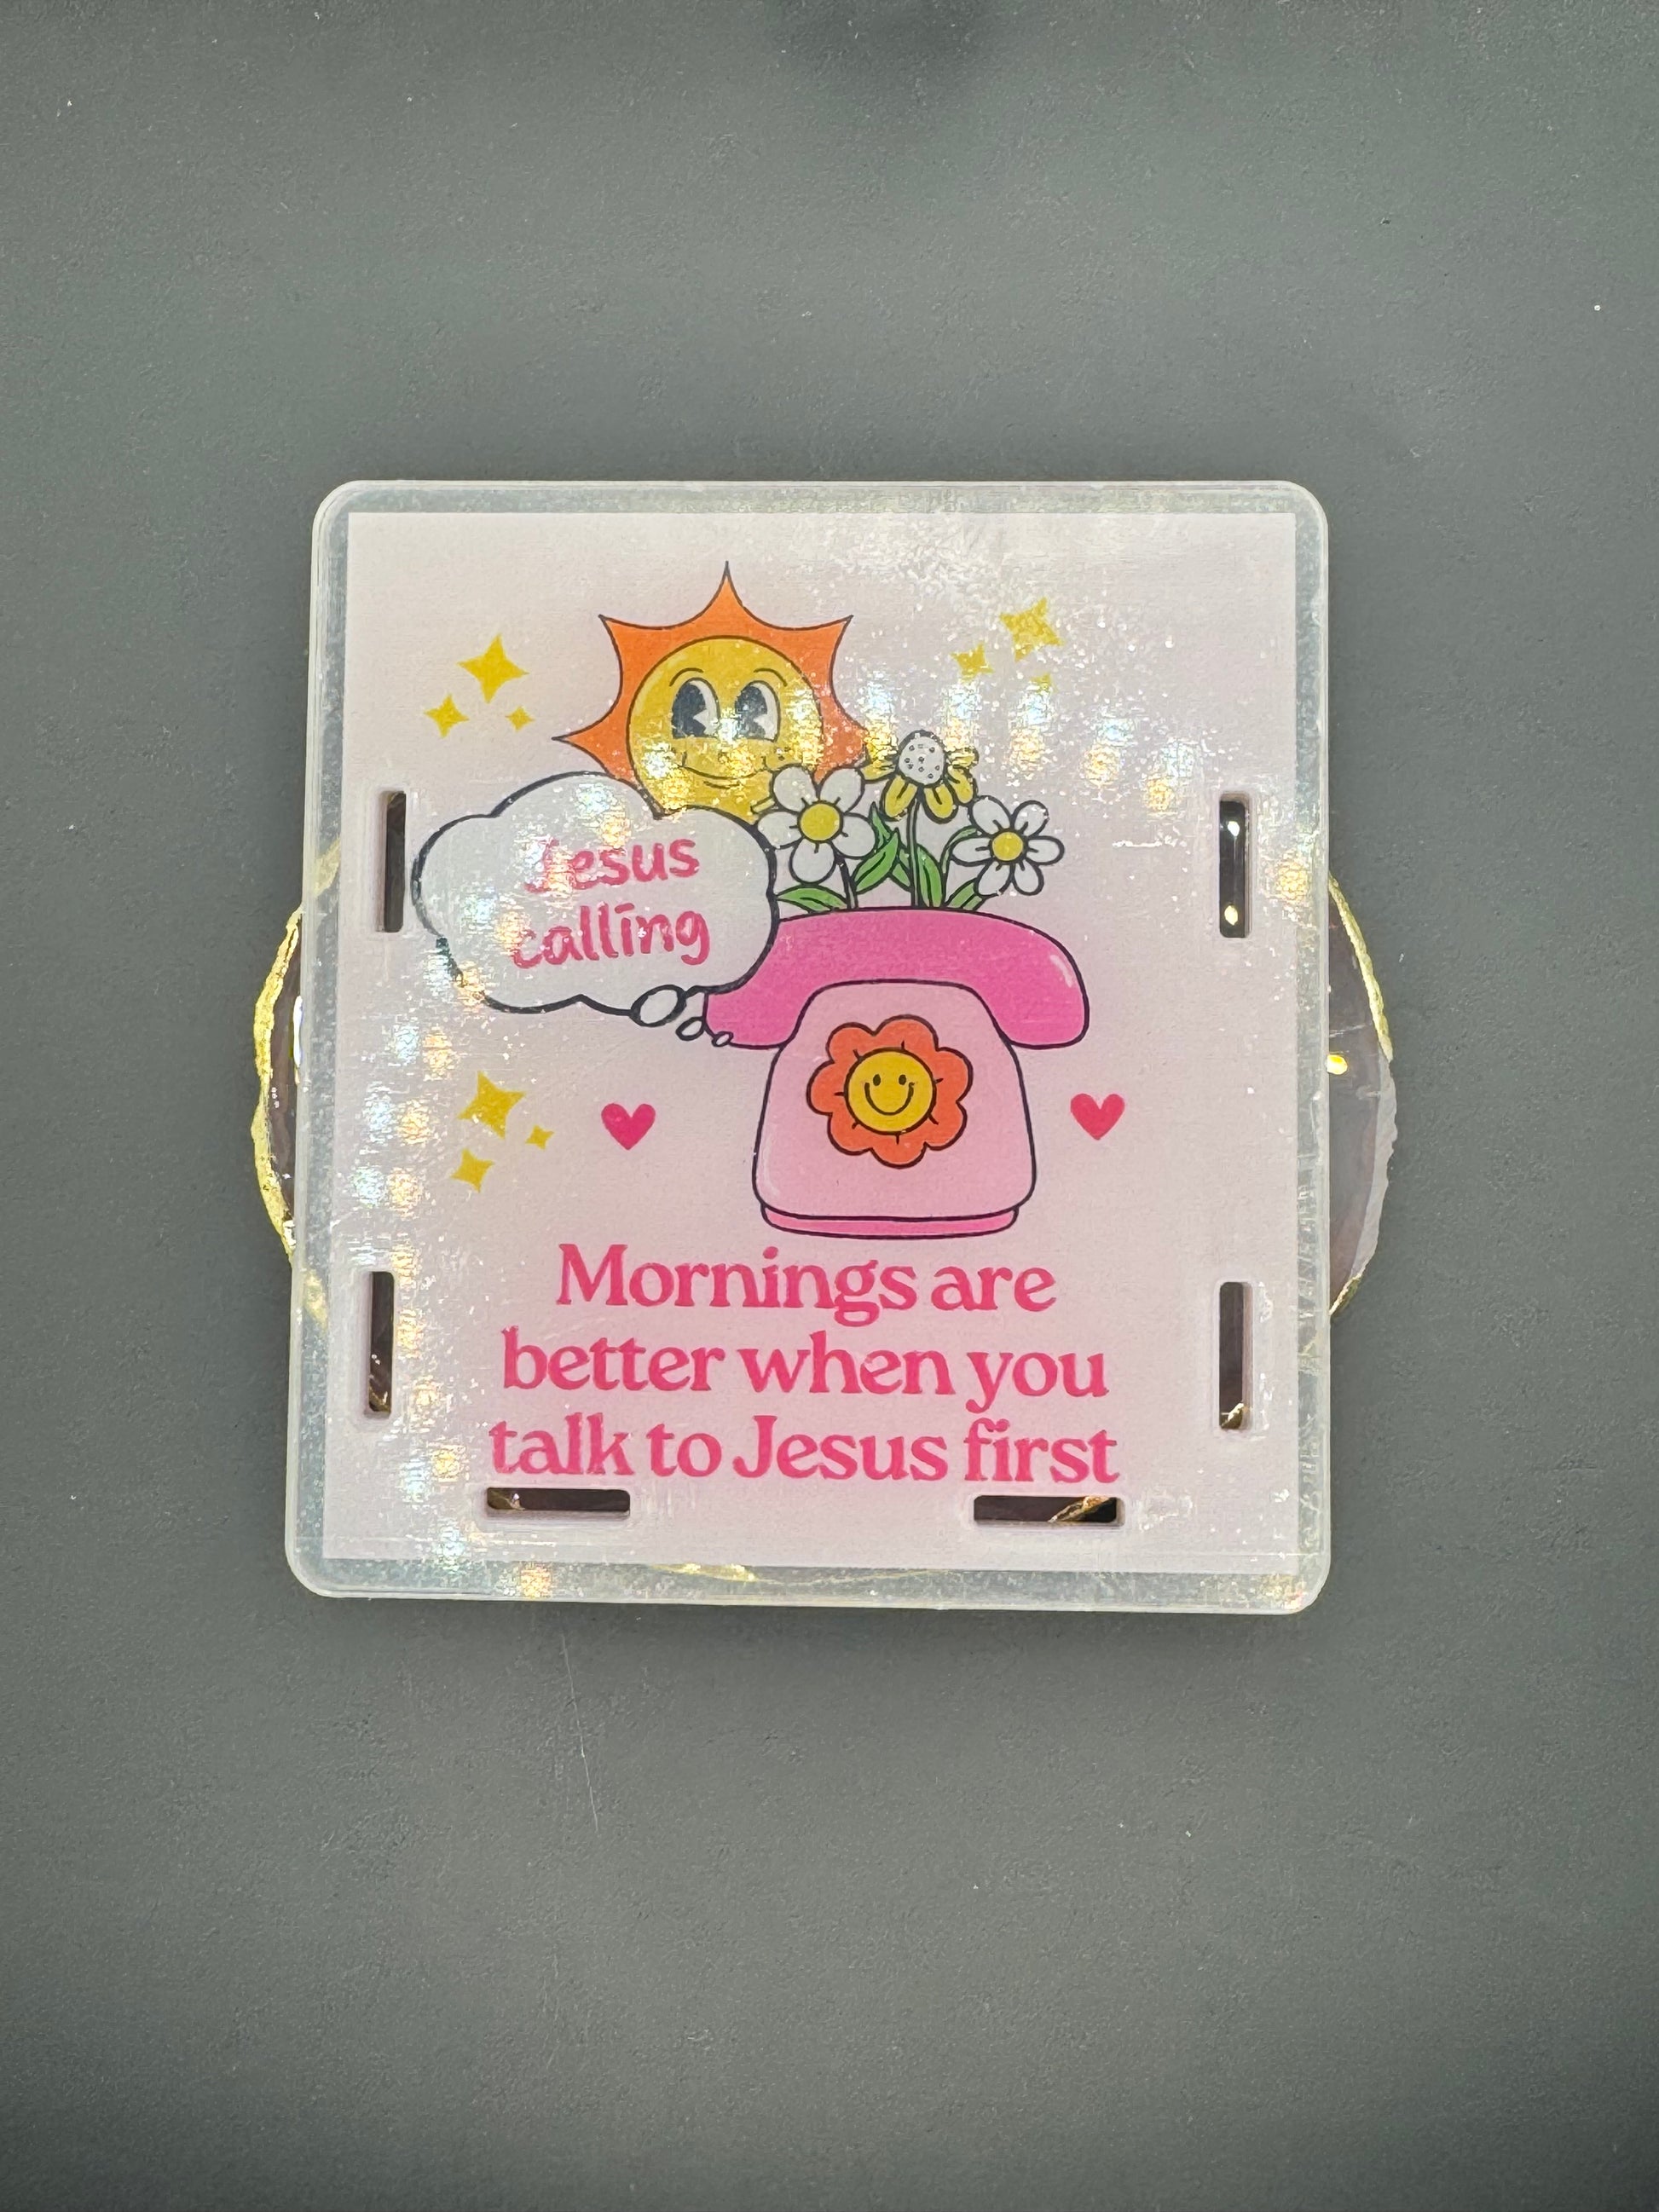 Jesus
calling
Mornings are
better when you
talk to Jesus first